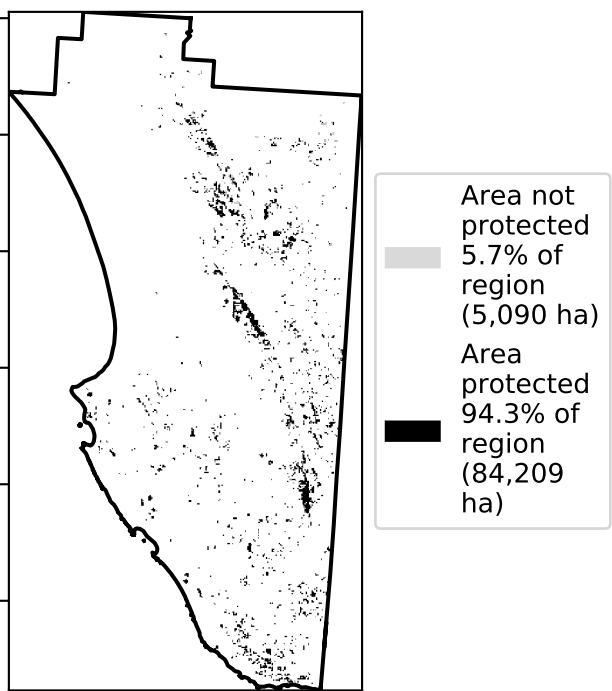 Area not
protected
5.7% of
region
(5,090 ha)
Area
protected
94.3% of
region
(84,209
ha)